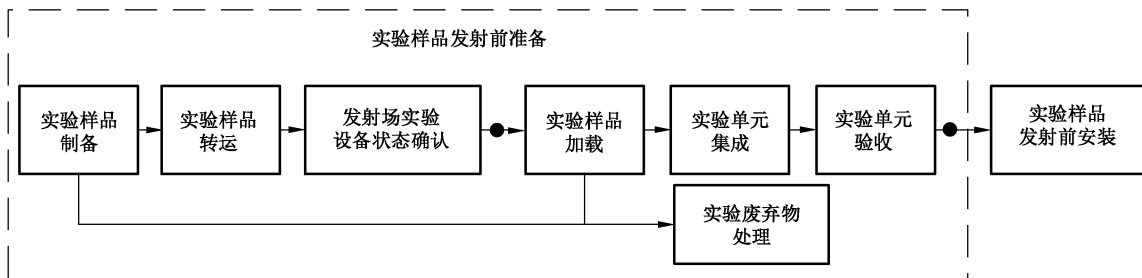 实验样品发射前准备
实验样品
制备
实验样品
转运
发射场实验
设备状态确认
实验样品
加载
实验单元
集成
实验单元
验收
实验样品
发射前安装
实验废弃物
处理